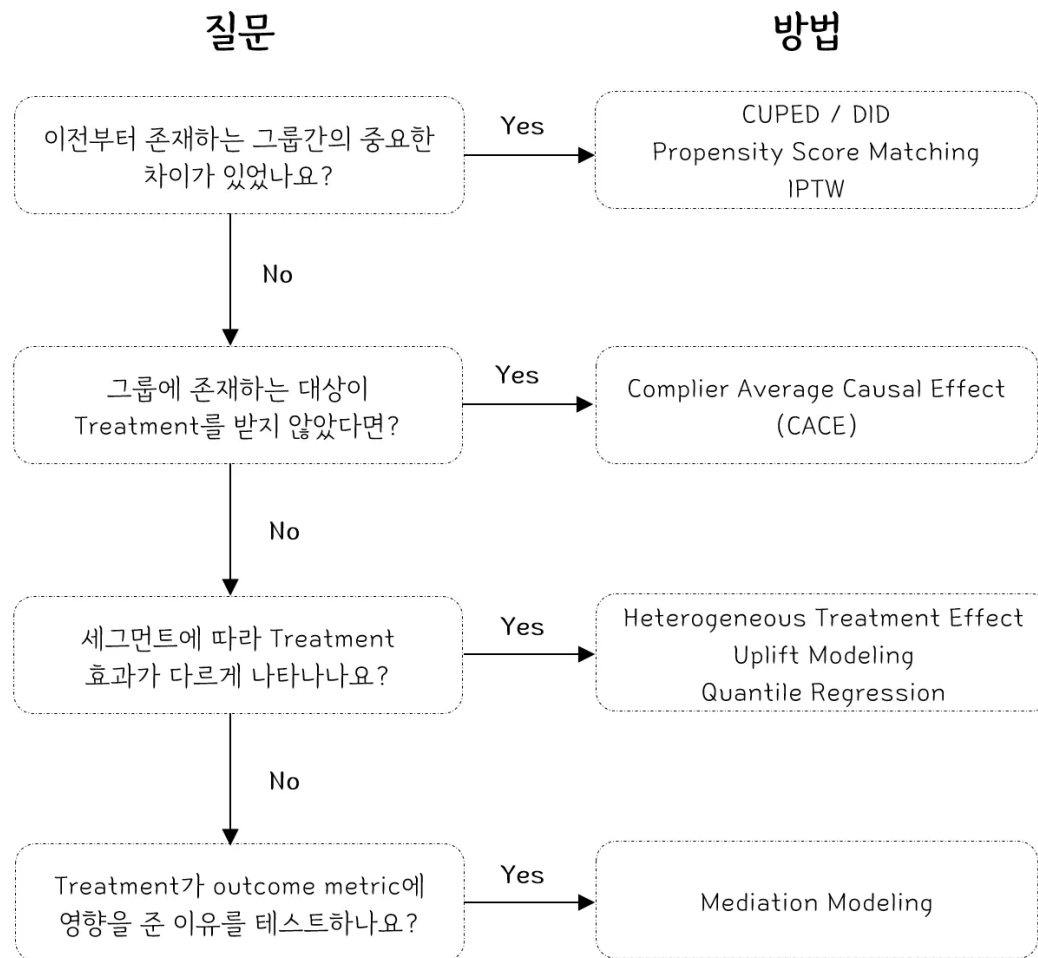 질문
방법
이전부터 존재하는 그룹간의 중요한
차이가 있었나요?
Yes
CUPED / DID
Propensity Score Matching
IPTW
No
그룹에 존재하는 대상이
Treatment를 받지 않았다면?
Yes
Complier Average Causal Effect
(CACE)
No
세그먼트에 따라 Treatment
효과가 다르게 나타나나요?
Yes
Heterogeneous Treatment Effect
Uplift Modeling
Quantile Regression
No
Treatment가 outcome metric에
영향을 준 이유를 테스트하나요?
Yes
Mediation Modeling